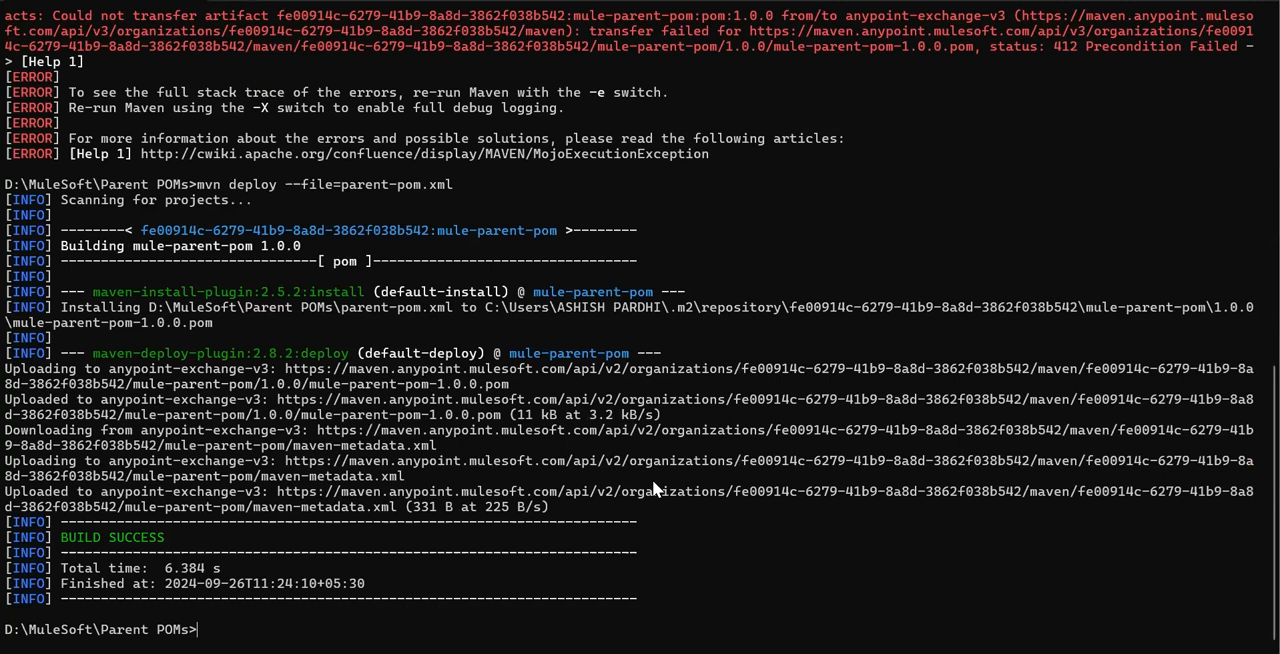 acts: Could not transfer artifact fe00914c-6279-41b9-8a8d-3862f038b542:mule-parent-pom:pom:1.0.0 from/to anypoint-exchange-v3 (https://maven.anypoint.muleso
ft.com/api/v3/organizations/fe00914c-6279-41b9-8a8d-3862f038b542/maven): transfer failed for https://maven.anypoint.mulesoft.com/api/v3/organizations/fe0091
4c-6279-41b9-8a8d-3862f038b542/maven/fe00914c-6279-41b9-8a8d-3862f038b542/mule-parent-pom/1.0.0/mule-parent-pom-1.0.0.pom, status: 412 Precondition Failed -
> [Help 1]
[ERROR]
[ERROR] To see the full stack trace of the errors, re-run Maven with the -e switch.
[ERROR] Re-run Maven using the -X switch to enable full debug logging.
[ERROR]
[ERROR] For more information about the errors and possible solutions, please read the following articles:
[ERROR] [Help 1] http://cwiki.apache.org/confluence/display/MAVEN/MojoExecutionException
D:\MuleSoft\Parent POMs>mvn deploy --file=parent-pom.xml
[INFO] Scanning for projects...
[INFO]
[INFO] --------< fe00914c-6279-41b9-8a8d-3862f038b542:mule-parent-pom >--------
[INFO] Building mule-parent-pom 1.0.0
[INFO] --------------------------------[ pom ]---------------------------------
[INFO]
[INFO] --- maven-install-plugin:2.5.2:install (default-install) @ mule-parent-pom ---
[INFO] Installing D:\MuleSoft\Parent POMs\parent-pom.xml to C:\Users\ASHISH PARDHI\.m2\repository\fe00914c-6279-41b9-8a8d-3862f038b542\mule-parent-pom\1.0.0
\mule-parent-pom-1.0.0.pom
[INFO]
[INFO] --- maven-deploy-plugin:2.8.2:deploy (default-deploy) @ mule-parent-pom ---
Uploading to anypoint-exchange-v3: https://maven.anypoint.mulesoft.com/api/v2/organizations/fe00914c-6279-41b9-8a8d-3862f038b542/maven/fe00914c-6279-41b9-8a
8d-3862f038b542/mule-parent-pom/1.0.0/mule-parent-pom-1.0.0.pom
Uploaded to anypoint-exchange-v3: https://maven.anypoint.mulesoft.com/api/v2/organizations/fe00914c-6279-41b9-8a8d-3862f038b542/maven/fe00914c-6279-41b9-8a8
d-3862f038b542/mule-parent-pom/1.0.0/mule-parent-pom-1.0.0.pom (11 kB at 3.2 kB/s)
Downloading from anypoint-exchange-v3: https://maven.anypoint.mulesoft.com/api/v2/organizations/fe00914c-6279-41b9-8a8d-3862f038b542/maven/fe00914c-6279-41b
9-8a8d-3862f038b542/mule-parent-pom/maven-metadata.xml
Uploading to anypoint-exchange-v3: https://maven.anypoint.mulesoft.com/api/v2/organizations/fe00914c-6279-41b9-8a8d-3862f038b542/maven/fe00914c-6279-41b9-8a
8d-3862f038b542/mule-parent-pom/maven-metadata.xml
Uploaded to anypoint-exchange-v3: https://maven.anypoint.mulesoft.com/api/v2/organizations/fe00914c-6279-41b9-8a8d-3862f038b542/maven/fe00914c-6279-41b9-8a8
d-3862f038b542/mule-parent-pom/maven-metadata.xml (331 B at 225 B/s)
[INFO] ------------------------------------------------------------------------
[INFO] BUILD SUCCESS
[INFO] ------------------------------------------------------------------------
[INFO] Total time:  6.384 s
[INFO] Finished at: 2024-09-26T11:24:10+05:30
[INFO] ------------------------------------------------------------------------
D:\MuleSoft\Parent POMs>